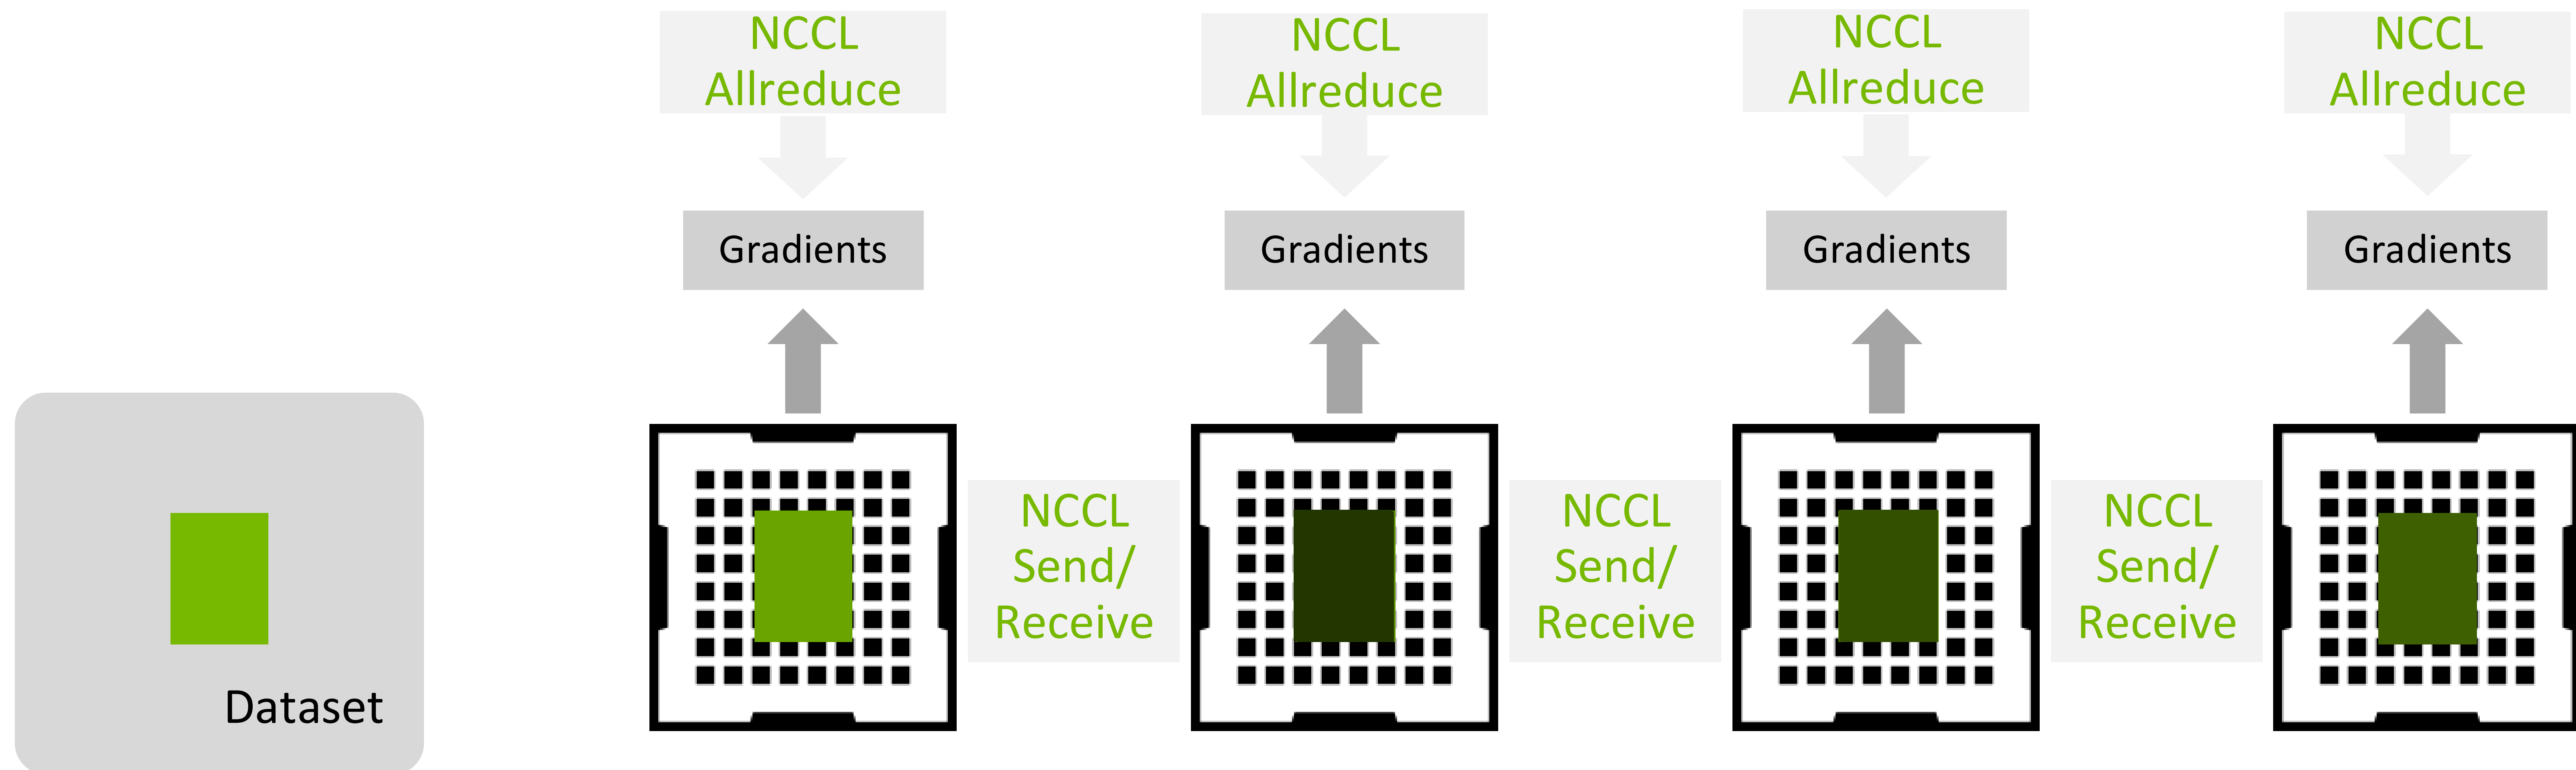 NCCL
Allreduce
NCCL
Allreduce
NCCL
Allreduce
NCCL
Allreduce
Gradients
Gradients
Gradients
Gradients
NCCL
Send/
Receive
NCCL
Send/
Receive
NCCL
Send/
Receive
Dataset